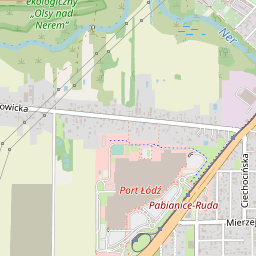 ekologiczny
"Olsy nad
Nerem"
Ner
owicka
Port Łódź
Pabianice-Ruda
Ciechocińska
Mierzej